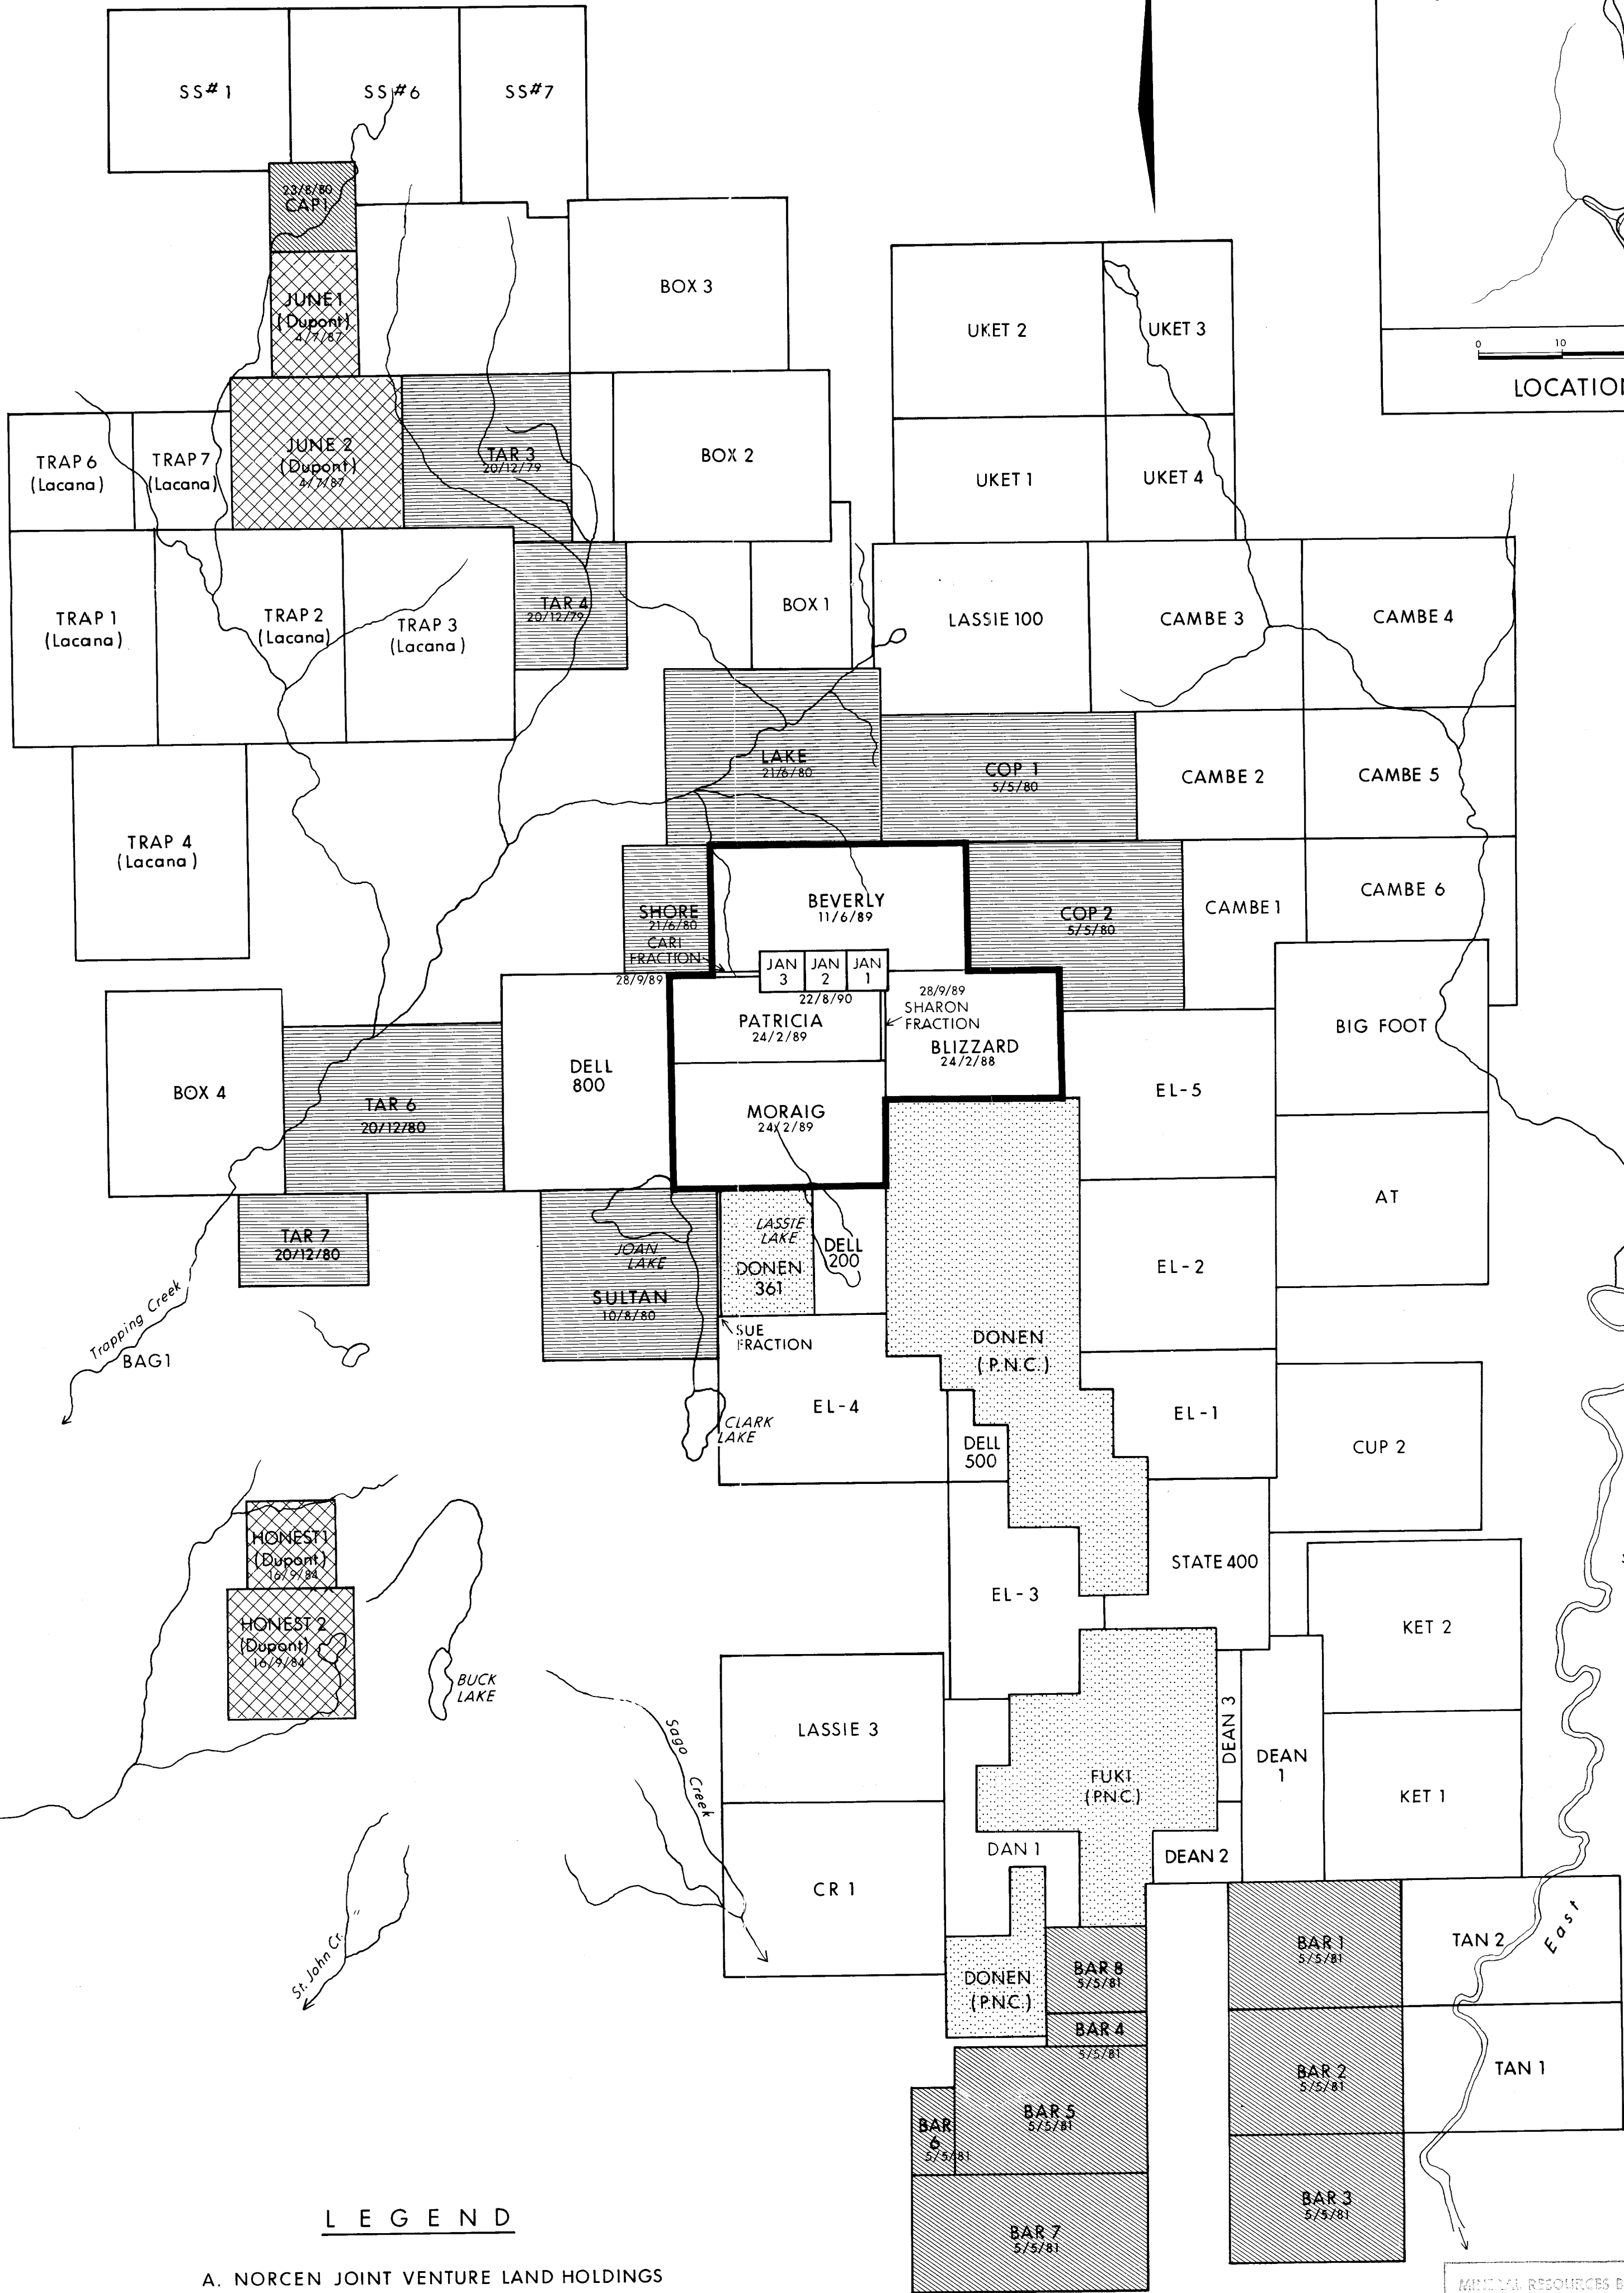 SS#1
SS#6
SS#7
23/8/80
CAP 1
JUNE 1
(Dupont)
4/7/87
BOX 3
UKET 2
UKET 3
0 10
LOCATION
JUNE 2
(Dupont)
4/7/87
TAR 3
20/12/79
BOX 2
TRAP 6
(Lacana)
TRAP 7
(Lacana)
UKET 1
UKET 4
TRAP 1
(Lacana)
TRAP 2
(Lacana)
TRAP 3
(Lacana)
TAR 4
20/12/79
BOX 1
LASSIE 100
CAMBE 3
CAMBE 4
LAKE
21/6/80
COP 1
5/5/80
CAMBE 2
CAMBE 5
TRAP 4
(Lacana)
SHORE
21/6/80
CARI
FRACTION
28/9/89
BEVERLY
11/6/89
COP 2
5/5/80
CAMBE 1
CAMBE 6
JAN
3
JAN
2
JAN
1
22/8/90
28/9/89
SHARON
FRACTION
PATRICIA
24/2/89
BLIZZARD
24/2/88
BIG FOOT
BOX 4
TAR 6
20/12/80
DELL
800
MORAIG
24/2/89
EL-5
AT
TAR 7
20/12/80
JOAN
LAKE
SULTAN
10/8/80
LASSIE
LAKE
DONEN
361
DELL
200
EL-2
SUE
FRACTION
DONEN
(P.N.C.)
Trapping Creek
BAG 1
EL-4
CLARK
LAKE
DELL
500
EL-1
CUP 2
HONEST 1
(Dupont)
16/9/84
HONEST 2
(Dupont)
16/9/84
BUCK
LAKE
EL-3
STATE 400
KET 2
LASSIE 3
Sago Creek
FUKI
(P.N.C.)
DEAN 3
DEAN
1
KET 1
DAN 1
DEAN 2
CR 1
St. John Cr.
DONEN
(P.N.C.)
BAR 8
5/5/81
BAR 1
5/5/81
TAN 2
East
BAR 4
5/5/81
BAR 2
5/5/81
TAN 1
BAR 5
5/5/81
BAR
6
5/5/81
BAR 3
5/5/81
BAR 7
5/5/81
LEGEND
A. NORCEN JOINT VENTURE LAND HOLDINGS
MINERAL RESOURCES B